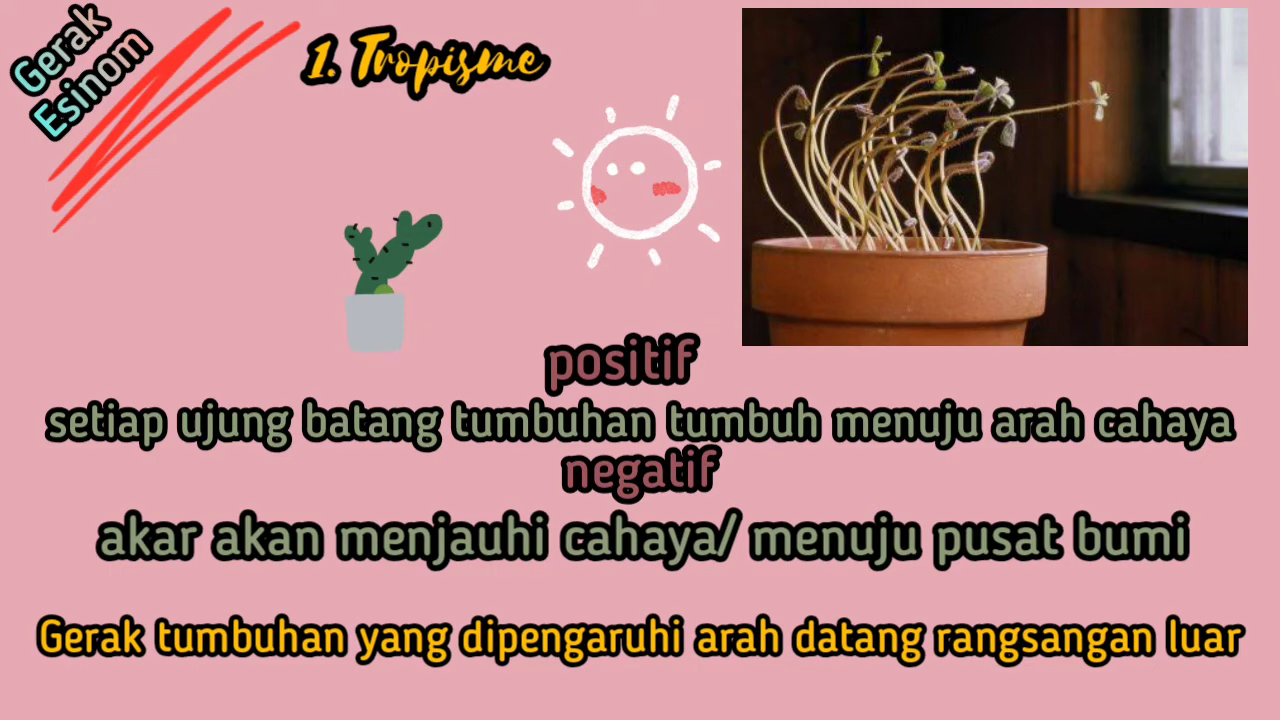 Gerak
Esinom
1. Tropisme
positif
setiap ujung batang tumbuhan tumbuh menuju arah cahaya
negatif
akar akan menjauhi cahaya/ menuju pusat bumi
Gerak tumbuhan yang dipengaruhi arah datang rangsangan luar